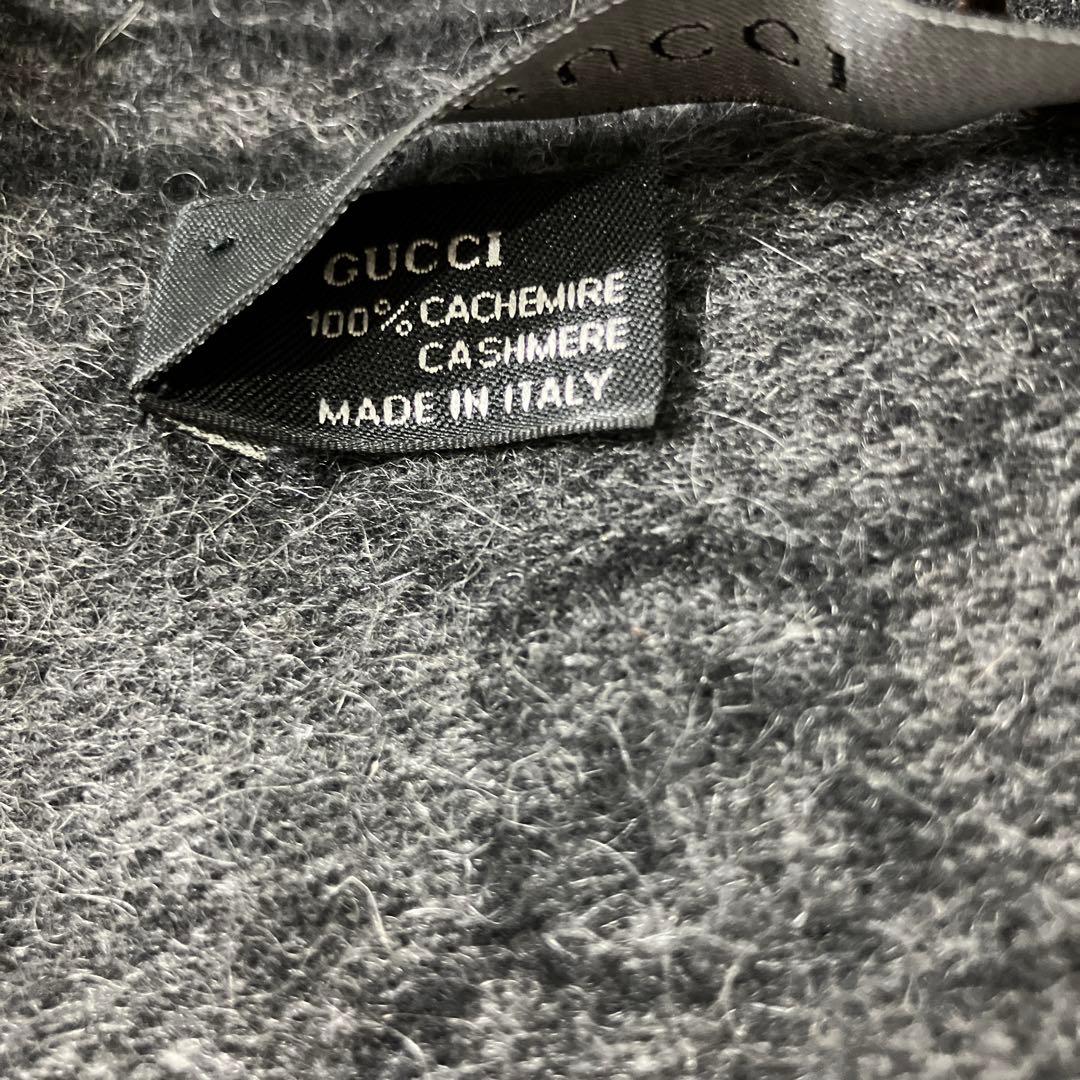 GUCCI
GUCCI
100% CACHEMIRE
CASHMERE
MADE IN ITALY